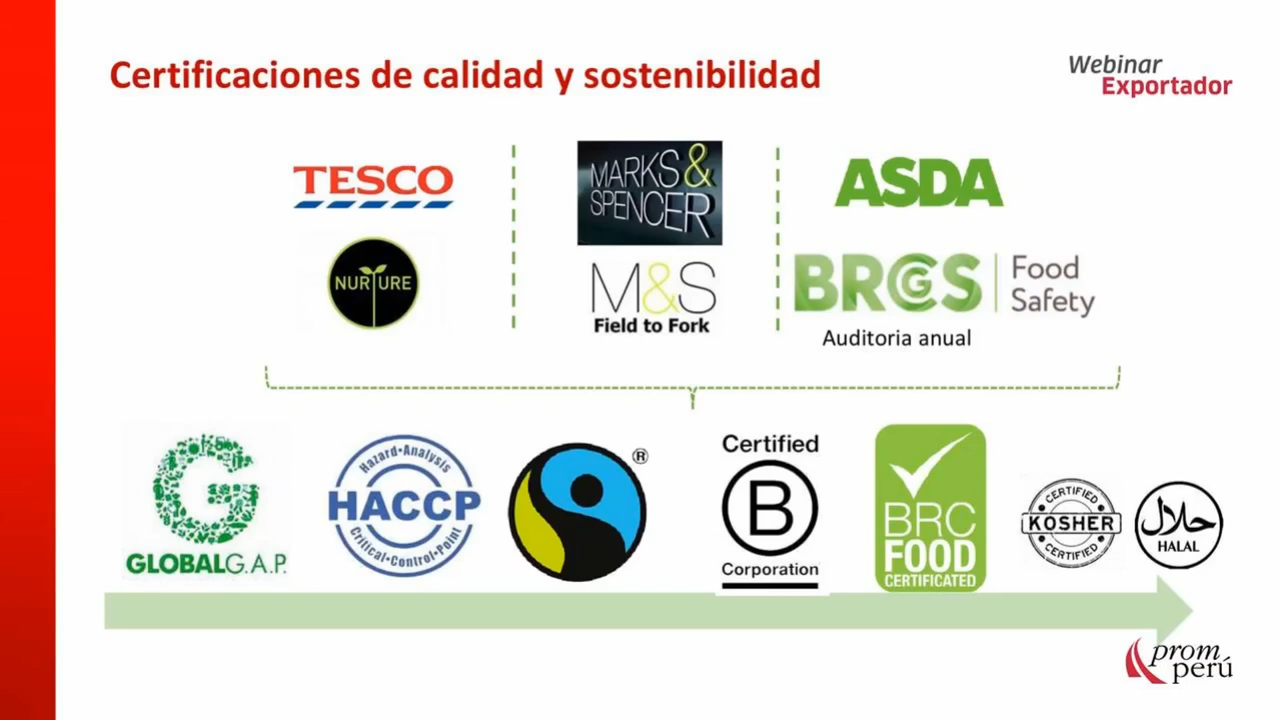 Certificaciones de calidad y sostenibilidad
Webinar
Exportador
TESCO
NURTURE
MARKS&
SPENCER
M&S
Field to Fork
ASDA
BRCGS
Food
Safety
Auditoria anual
GLOBALG.A.P.
Hazard•Analysis
HACCP
Critical•Control•Point
®
Certified
B
Corporation
BRC
FOOD
CERTIFICATED
CERTIFIED
KOSHER
CERTIFIED
حلال
HALAL
prom
perú